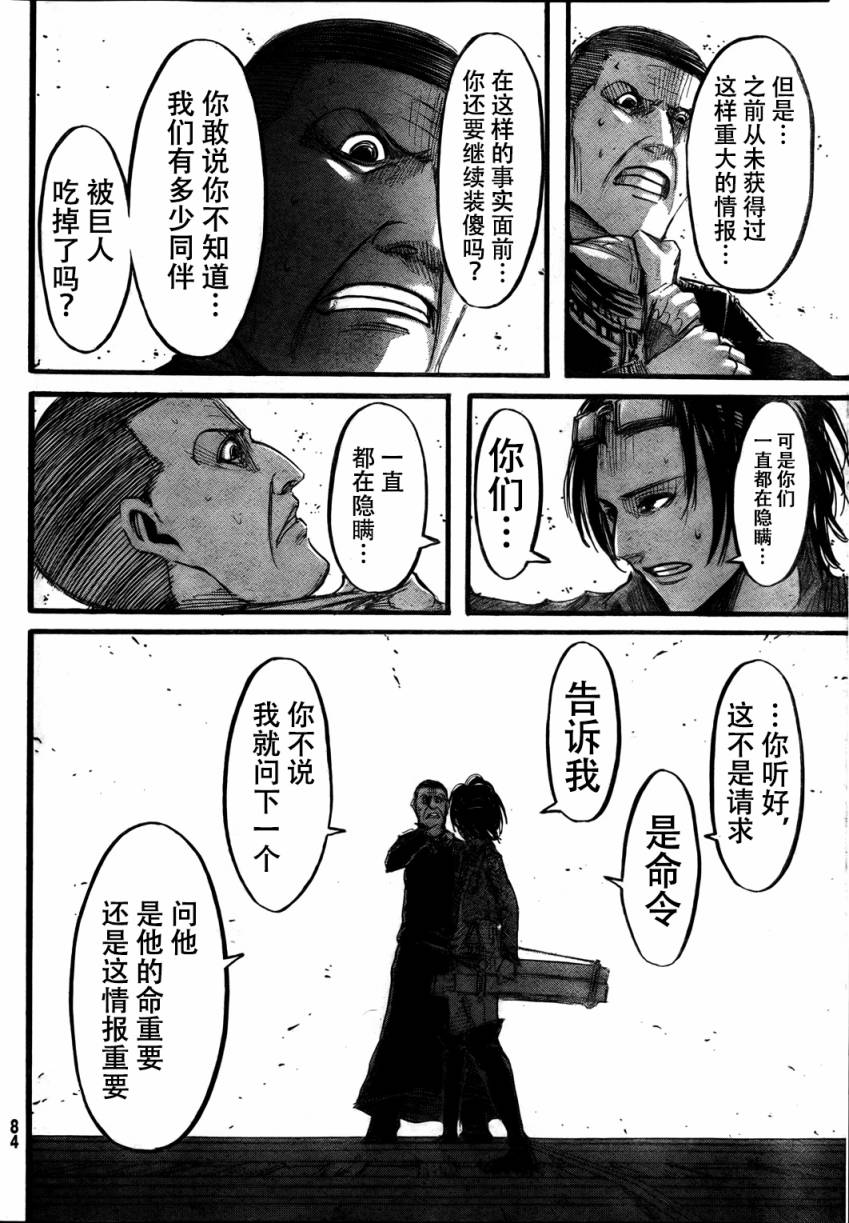 但是…
之前从未获得过
这样重大的情报…
在这样的事实面前…
你还要继续装傻吗？
你敢说你不知道…
我们有多少同伴
被巨人
吃掉了吗？
可是你们
一直都在隐瞒…
你们…
一直
都在隐瞒…
…你听好，
这不是请求
是命令
告诉我
你不说
我就问下一个
问他
是他的命重要
还是这情报重要
84